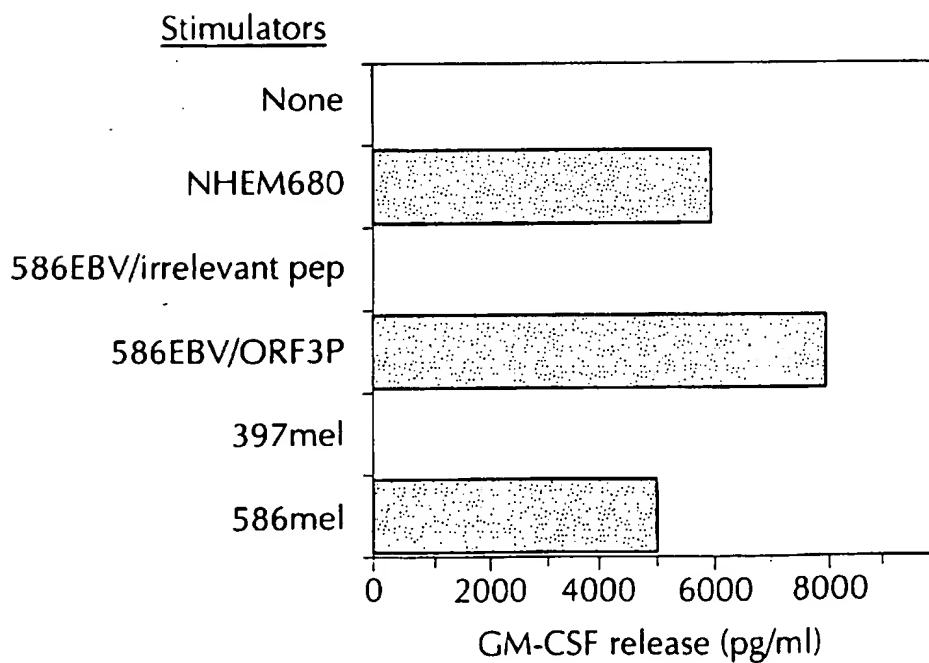 Stimulators
None
NHEM680
586EBV/irrelevant pep
586EBV/ORF3P
397mel
586mel
0 2000 4000 6000 8000
GM-CSF release (pg/ml)